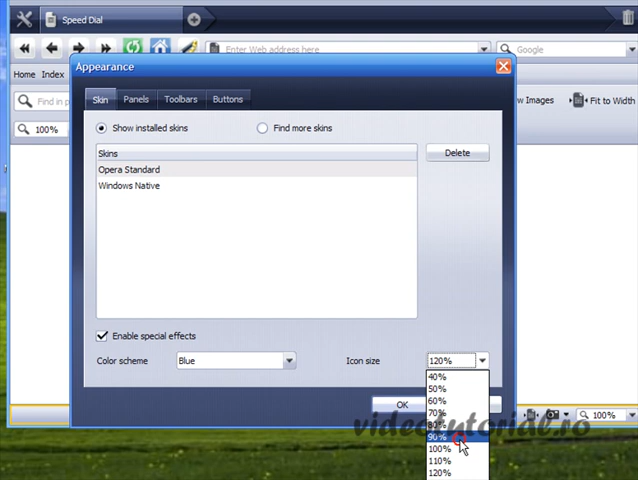 Speed Dial
Enter Web address here
Google
Appearance
Home Index
Skin Panels Toolbars Buttons
Find in p
w Images
Fit to Width
100%
Show installed skins
Find more skins
Skins
Delete
Opera Standard
Windows Native
Enable special effects
Color scheme
Blue
Icon size
120%
40%
50%
60%
70%
80%
90%
100%
110%
120%
OK
100%
videotutorial.ro